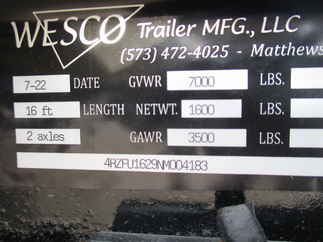 WESCO Trailer MFG., LLC
(573) 472-4025 - Matthews
7-22 DATE GVWR 7000 LBS.
16 ft LENGTH NETWT. 1600 LBS.
2 axles GAWR 3500 LBS.
4RZFU1629NM004183